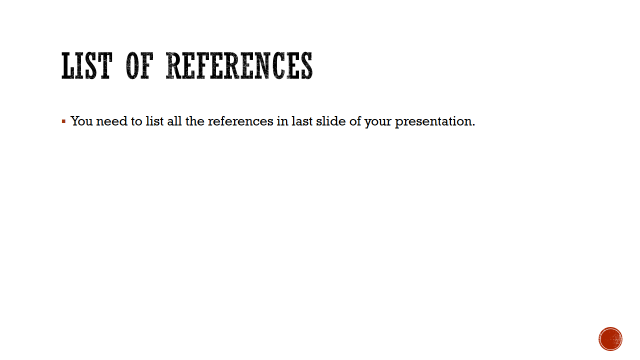 LIST OF REFERENCES
▪ You need to list all the references in last slide of your presentation.